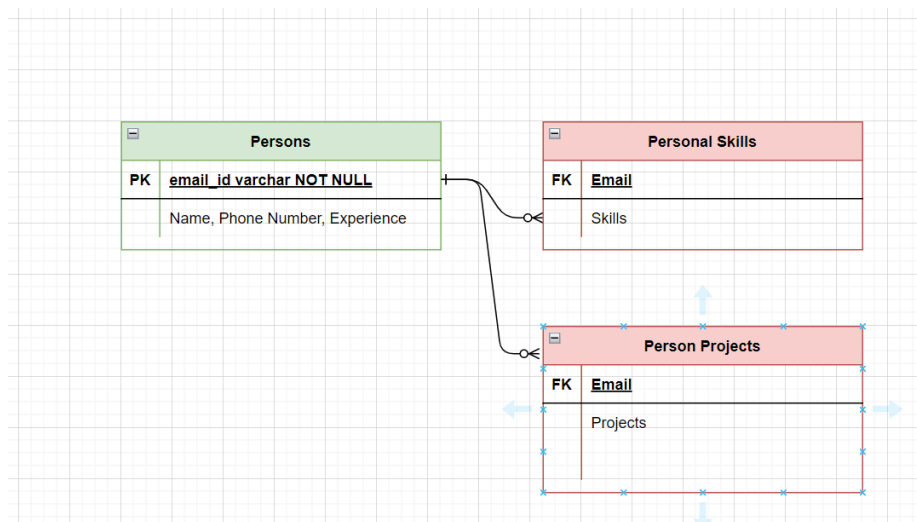 Persons
PK email_id varchar NOT NULL
Name, Phone Number, Experience
Personal Skills
FK Email
Skills
Person Projects
FK Email
Projects